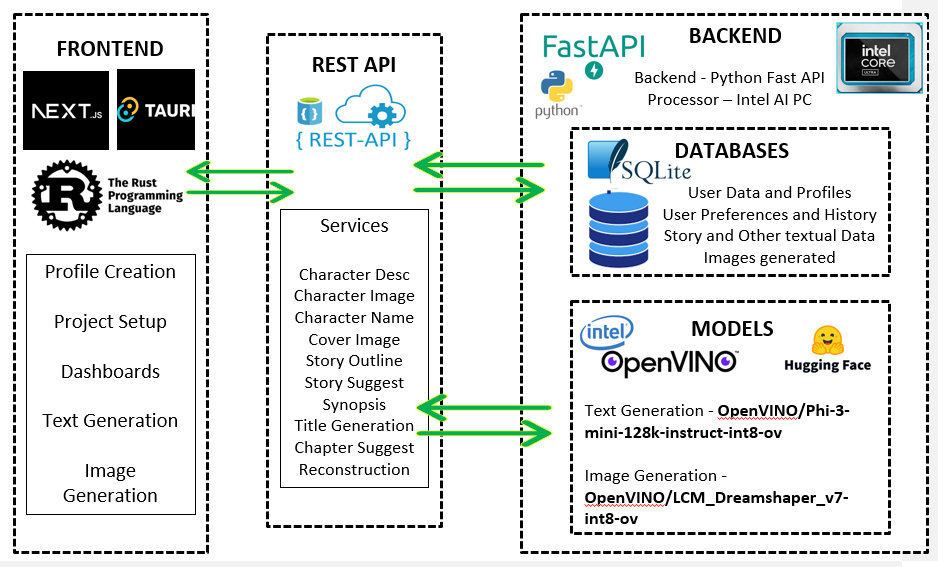 FRONTEND
NEXT.JS
TAURI
The Rust
Programming
Language
R
Profile Creation
Project Setup
Dashboards
Text Generation
Image
Generation
REST API
{ REST-API }
Services
Character Desc
Character Image
Character Name
Cover Image
Story Outline
Story Suggest
Synopsis
Title Generation
Chapter Suggest
Reconstruction
FastAPI
python™
BACKEND
intel
CORE
ULTRA
Backend - Python Fast API
Processor – Intel AI PC
SQLite
DATABASES
User Data and Profiles
User Preferences and History
Story and Other textual Data
Images generated
intel
OpenVINO™
MODELS
Hugging Face
Text Generation - OpenVINO/Phi-3-
mini-128k-instruct-int8-ov
Image Generation -
OpenVINO/LCM_Dreamshaper_v7-
int8-ov